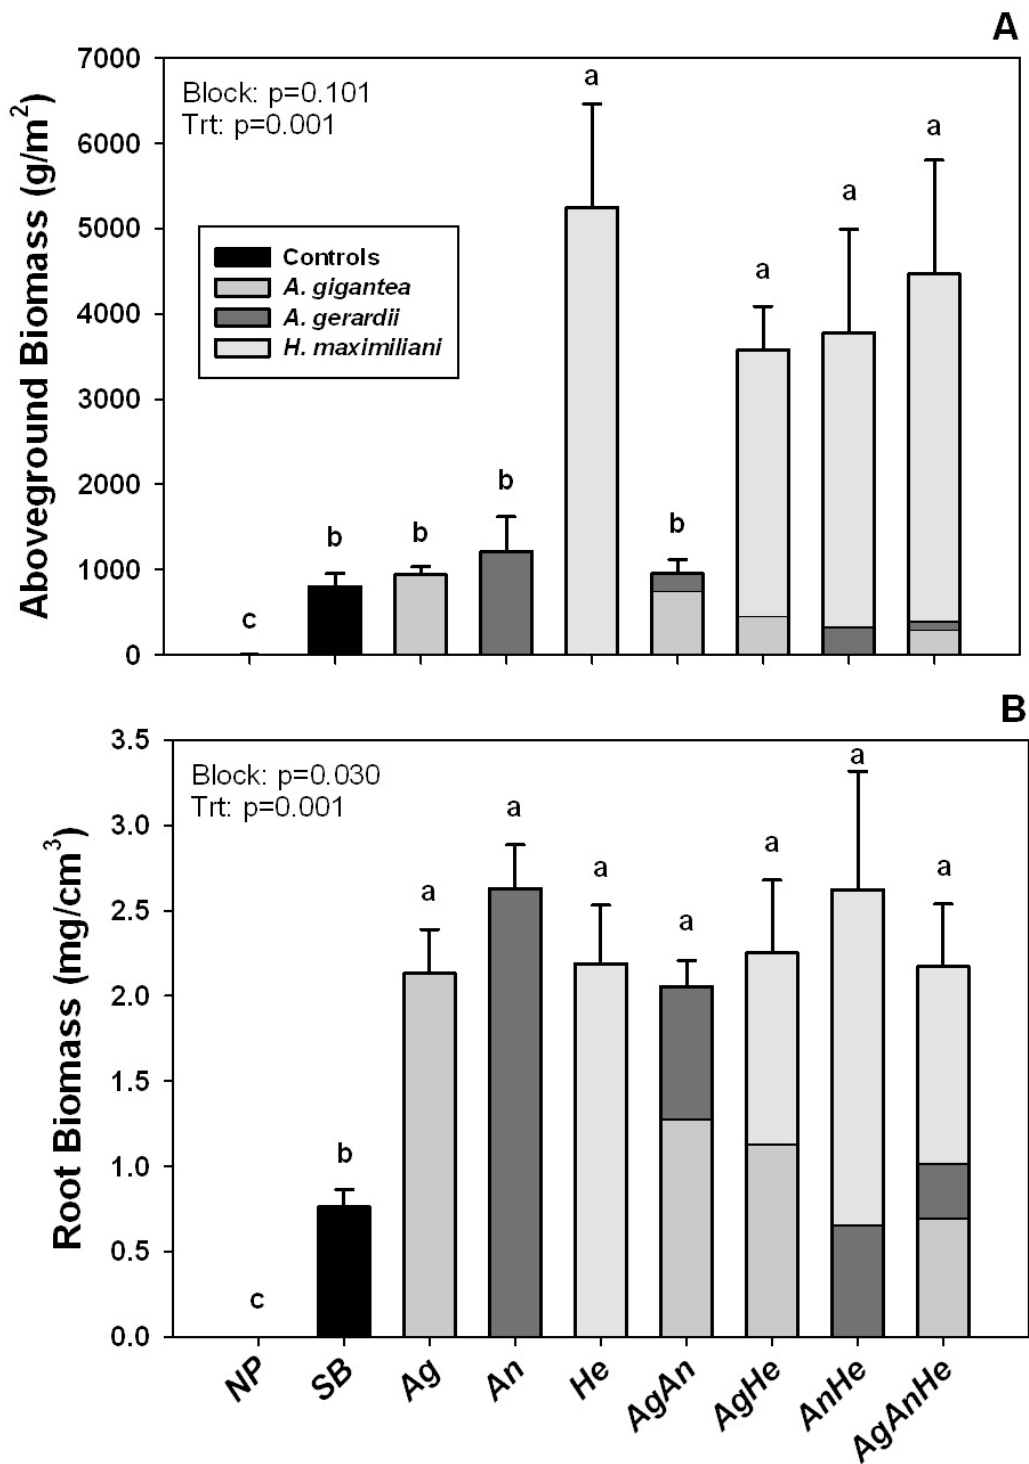 A
Aboveground Biomass (g/m²)
7000
6000
5000
4000
3000
2000
1000
0
Block: p=0.101
Trt: p=0.001
Controls
A. gigantea
A. gerardii
H. maximiliani
c
b
b
b
a
b
a
a
a
B
Root Biomass (mg/cm³)
3.5
3.0
2.5
2.0
1.5
1.0
0.5
0.0
Block: p=0.030
Trt: p=0.001
c
b
a
a
a
a
a
a
a
NP
SB
Ag
An
He
AgAn
AgHe
AnHe
AgAnHe